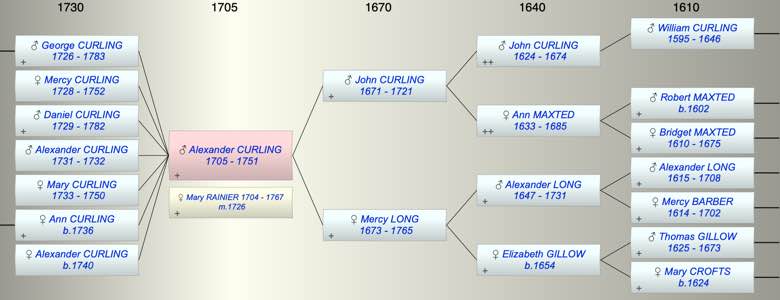 1730 1705 1670 1640 1610
♂ George CURLING
1726 - 1783
+
♀ Mercy CURLING
1728 - 1752
♂ Daniel CURLING
1729 - 1782
+
♂ Alexander CURLING
1731 - 1732
♀ Mary CURLING
1733 - 1750
♀ Ann CURLING
b.1736
+
♀ Alexander CURLING
b.1740
♂ Alexander CURLING
1705 - 1751
+
♀ Mary RAINIER 1704 - 1767
m.1726
+
♂ John CURLING
1671 - 1721
+
♀ Mercy LONG
1673 - 1765
+
♂ John CURLING
1624 - 1674
++
♀ Ann MAXTED
1633 - 1685
++
♂ Alexander LONG
1647 - 1731
+
♀ Elizabeth GILLOW
b.1654
+
♂ William CURLING
1595 - 1646
♂ Robert MAXTED
b.1602
+
♀ Bridget MAXTED
1610 - 1675
+
♂ Alexander LONG
1615 - 1708
+
♀ Mercy BARBER
1614 - 1702
+
♂ Thomas GILLOW
1625 - 1673
+
♀ Mary CROFTS
b.1624
+